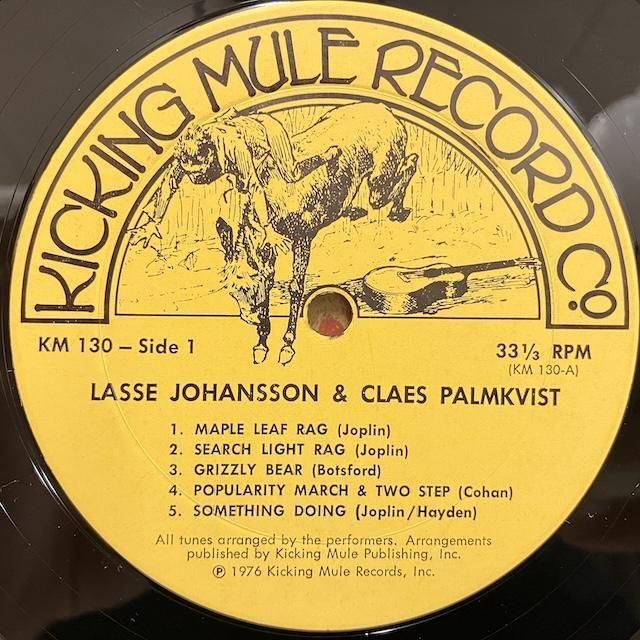 KICKING MULE RECORD Co.
KM 130 – Side 1
33⅓ RPM
(KM 130-A)
LASSE JOHANSSON & CLAES PALMKVIST
1. MAPLE LEAF RAG (Joplin)
2. SEARCH LIGHT RAG (Joplin)
3. GRIZZLY BEAR (Botsford)
4. POPULARITY MARCH & TWO STEP (Cohan)
5. SOMETHING DOING (Joplin/Hayden)
All tunes arranged by the performers. Arrangements
published by Kicking Mule Publishing, Inc.
℗ 1976 Kicking Mule Records, Inc.